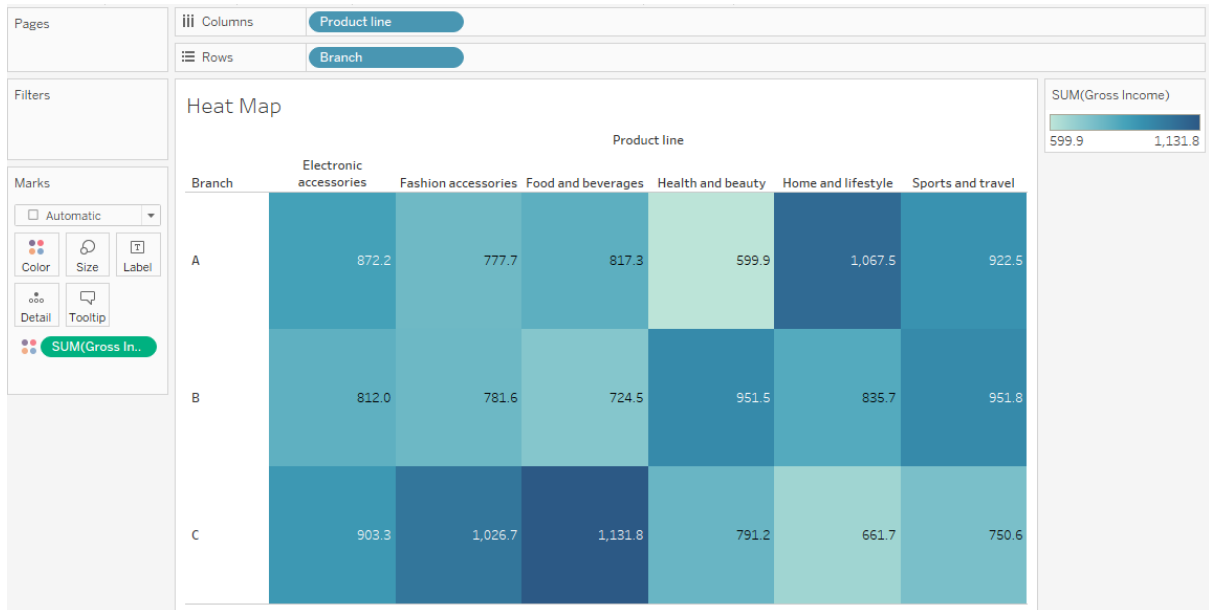 Pages
Columns
Product line
Rows
Branch
Filters
Heat Map
SUM(Gross Income)
599.9 1,131.8
Product line
Marks
Branch Electronic accessories Fashion accessories Food and beverages Health and beauty Home and lifestyle Sports and travel
Automatic
Color Size Label
Detail Tooltip
SUM(Gross In..
A 872.2 777.7 817.3 599.9 1,067.5 922.5
B 812.0 781.6 724.5 951.5 835.7 951.8
C 903.3 1,026.7 1,131.8 791.2 661.7 750.6